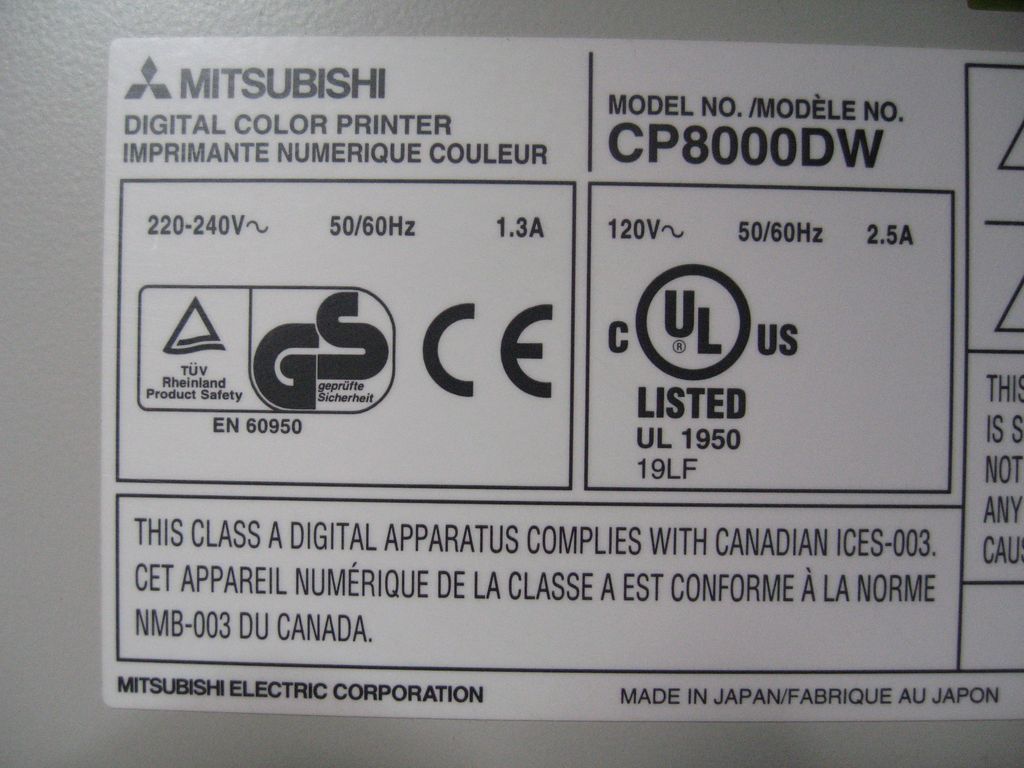 MITSUBISHI
DIGITAL COLOR PRINTER
IMPRIMANTE NUMERIQUE COULEUR
MODEL NO. /MODÈLE NO.
CP8000DW
220-240V~ 50/60Hz 1.3A
TÜV
Rheinland
Product Safety
GS
geprüfte
Sicherheit
CE
EN 60950
120V~ 50/60Hz 2.5A
C UL ® US
LISTED
UL 1950
19LF
THIS CLASS A DIGITAL APPARATUS COMPLIES WITH CANADIAN ICES-003.
CET APPAREIL NUMÉRIQUE DE LA CLASSE A EST CONFORME À LA NORME
NMB-003 DU CANADA.
MITSUBISHI ELECTRIC CORPORATION
MADE IN JAPAN/FABRIQUE AU JAPON
THIS
IS
NOT
ANY